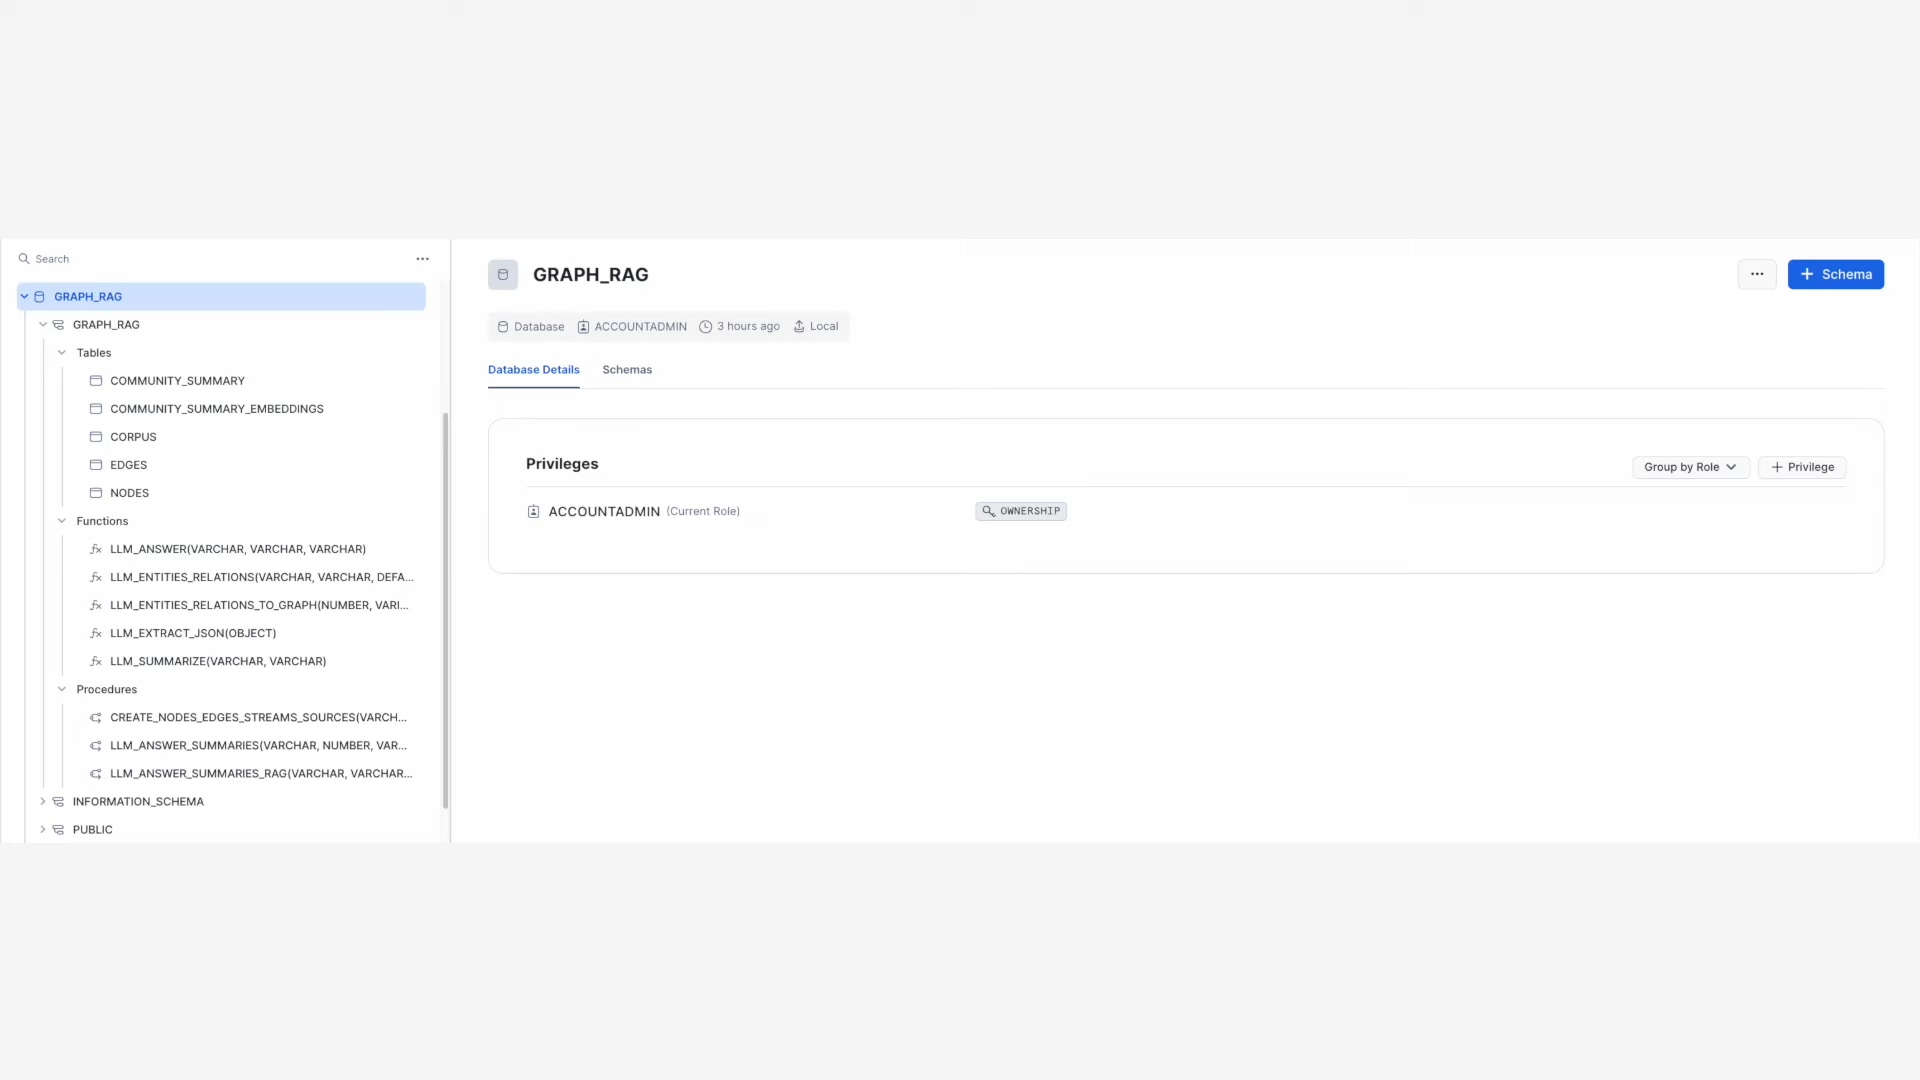 Search
GRAPH_RAG
GRAPH_RAG
Tables
COMMUNITY_SUMMARY
COMMUNITY_SUMMARY_EMBEDDINGS
CORPUS
EDGES
NODES
Functions
LLM_ANSWER(VARCHAR, VARCHAR, VARCHAR)
LLM_ENTITIES_RELATIONS(VARCHAR, VARCHAR, DEFA...
LLM_ENTITIES_RELATIONS_TO_GRAPH(NUMBER, VARI...
LLM_EXTRACT_JSON(OBJECT)
LLM_SUMMARIZE(VARCHAR, VARCHAR)
Procedures
CREATE_NODES_EDGES_STREAMS_SOURCES(VARCH...
LLM_ANSWER_SUMMARIES(VARCHAR, NUMBER, VAR...
LLM_ANSWER_SUMMARIES_RAG(VARCHAR, VARCHAR...
INFORMATION_SCHEMA
PUBLIC
GRAPH_RAG
+ Schema
Database ACCOUNTADMIN 3 hours ago Local
Database Details Schemas
Privileges
Group by Role + Privilege
ACCOUNTADMIN (Current Role) OWNERSHIP